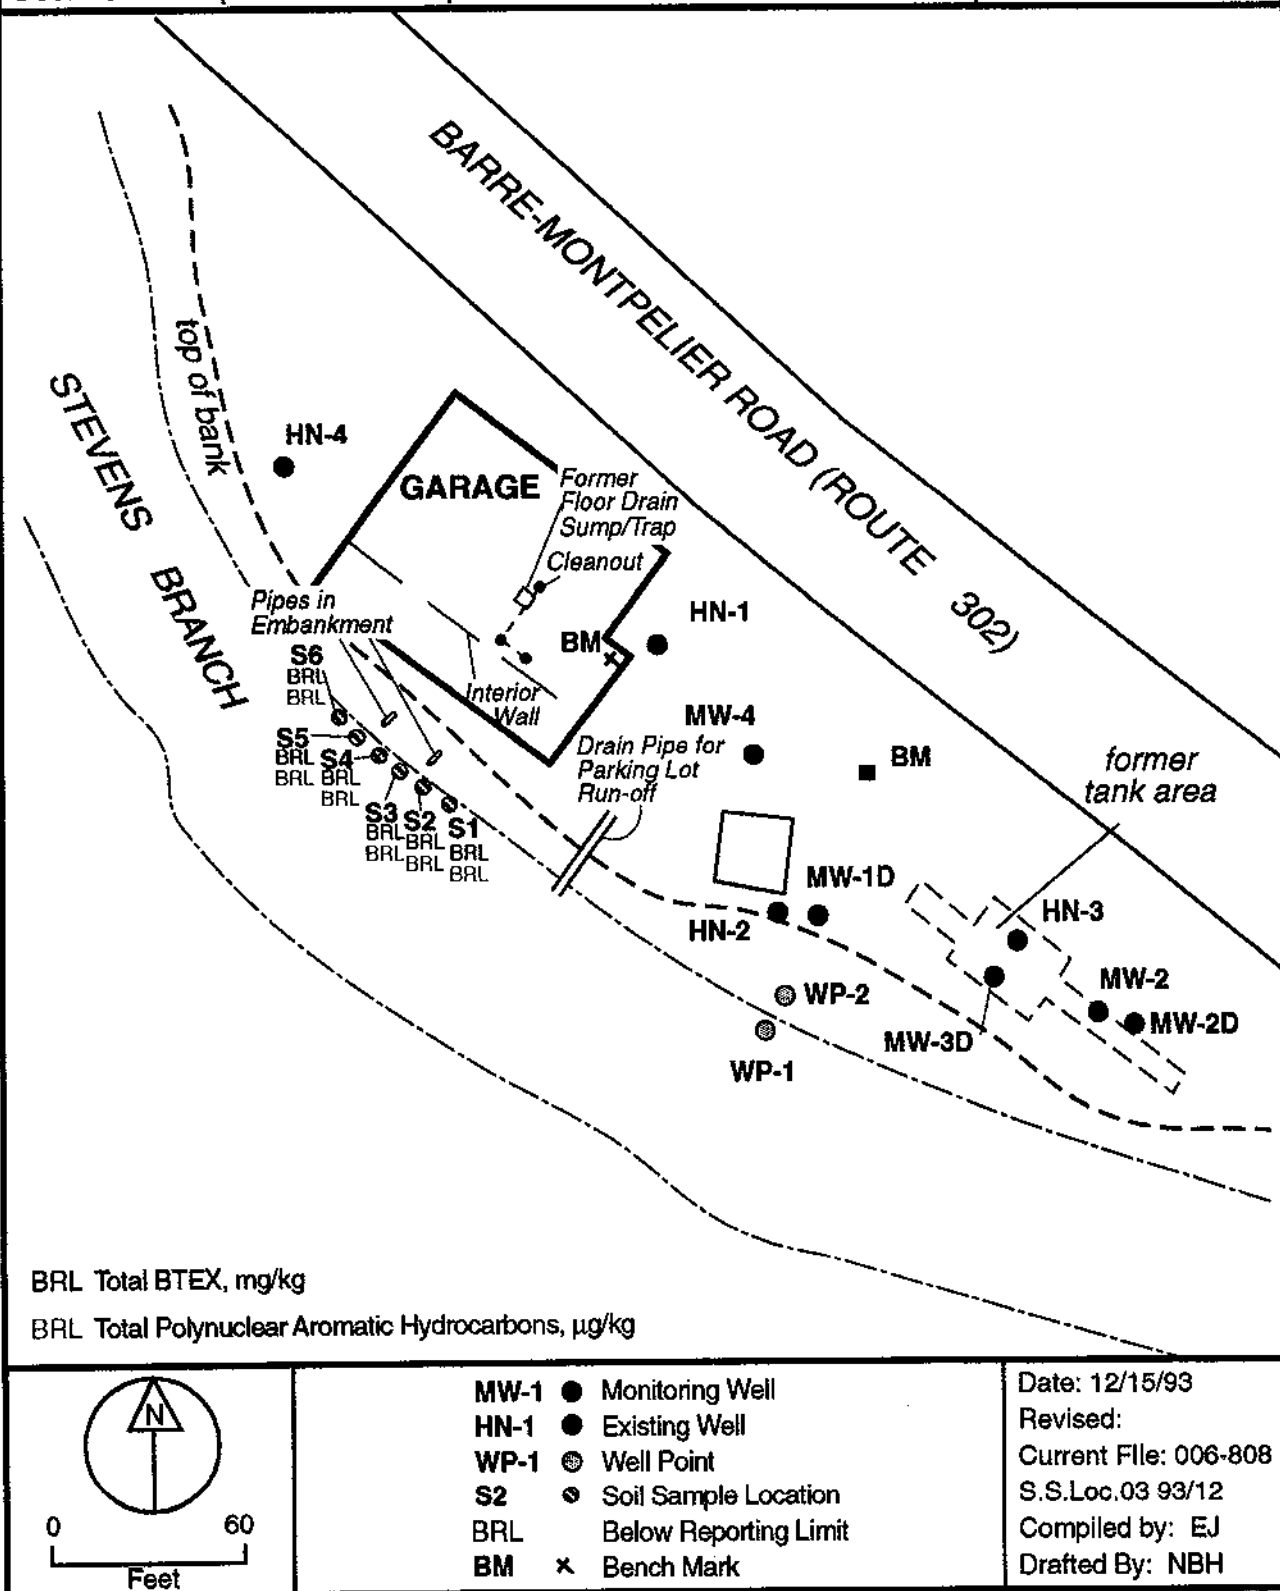 BARRE-MONTPELIER ROAD (ROUTE 302)
top of bank
STEVENS BRANCH
HN-4
GARAGE
Former
Floor Drain
Sump/Trap
Cleanout
Pipes in
Embankment
BM
HN-1
Interior
Wall
S6
BRL
BRL
S5
BRL
BRL
S4
BRL
BRL
S3
BRL
BRL
S2
BRL
BRL
S1
BRL
BRL
MW-4
Drain Pipe for
Parking Lot
Run-off
BM
former
tank area
MW-1D
HN-2
HN-3
MW-2
MW-2D
MW-3D
WP-2
WP-1
BRL Total BTEX, mg/kg
BRL Total Polynuclear Aromatic Hydrocarbons, µg/kg
N
0 60
Feet
MW-1 Monitoring Well
HN-1 Existing Well
WP-1 Well Point
S2 Soil Sample Location
BRL Below Reporting Limit
BM Bench Mark
Date: 12/15/93
Revised:
Current File: 006-808
S.S.Loc.03 93/12
Compiled by: EJ
Drafted By: NBH